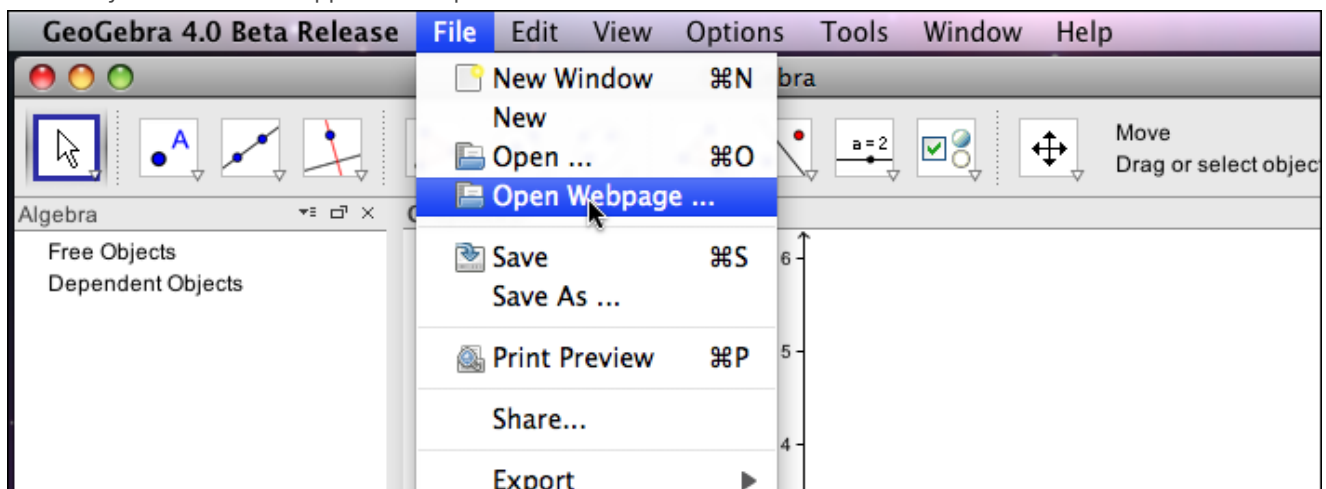 GeoGebra 4.0 Beta Release File Edit View Options Tools Window Help
bra
New Window ⌘N
New
Open ... ⌘O
Open Webpage ...
Save ⌘S
Save As ...
Print Preview ⌘P
Share...
Export
A
a = 2
Move
Drag or select objec
Algebra
Free Objects
Dependent Objects
6
5
4